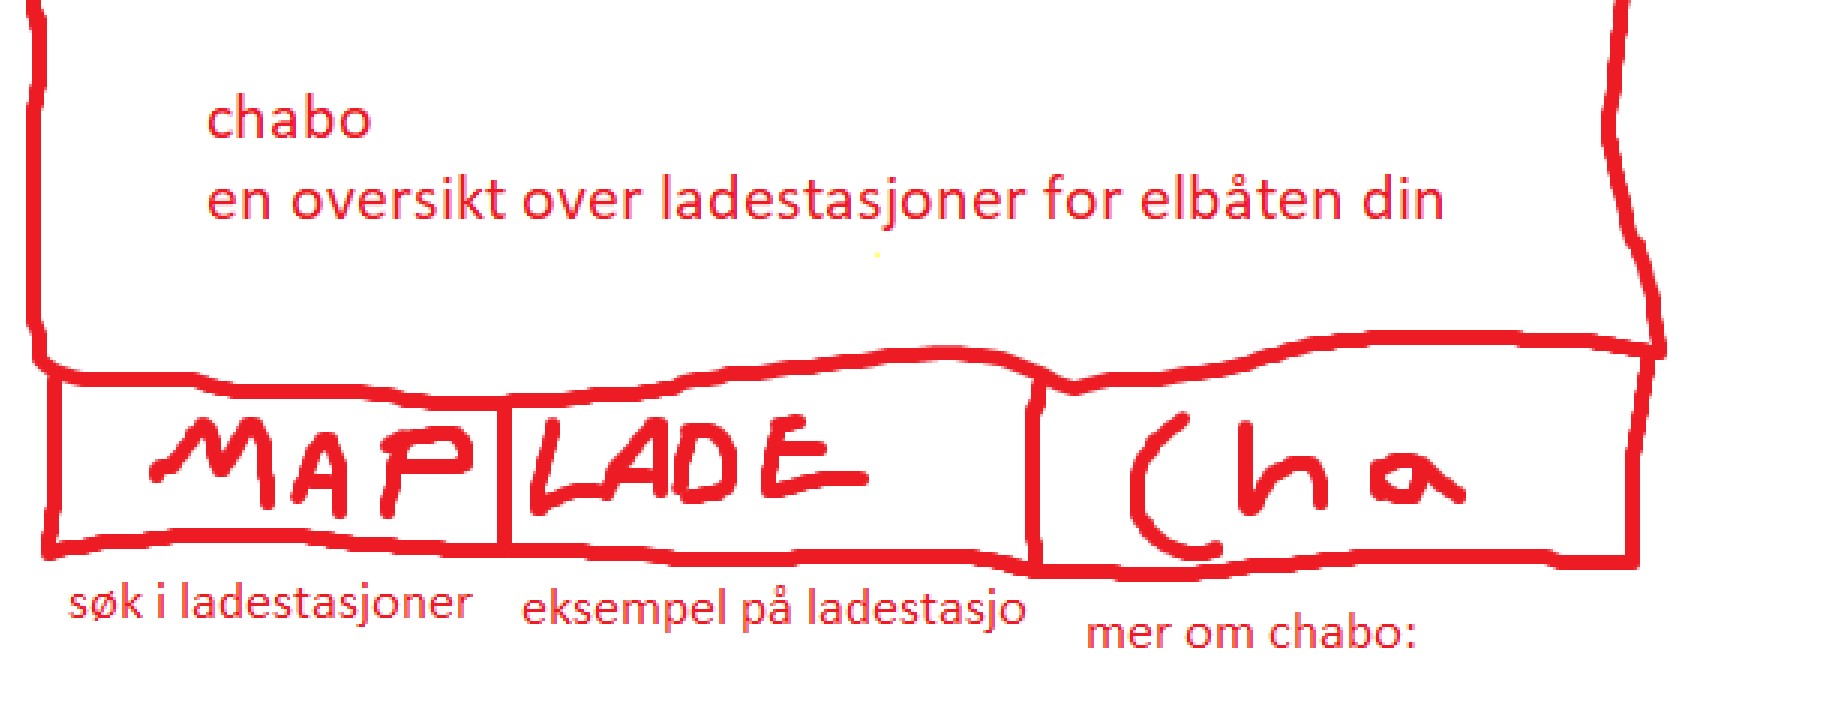 chabo
en oversikt over ladestasjoner for elbåten din
MAP LADE Cha
søk i ladestasjoner eksempel på ladestasjo mer om chabo: